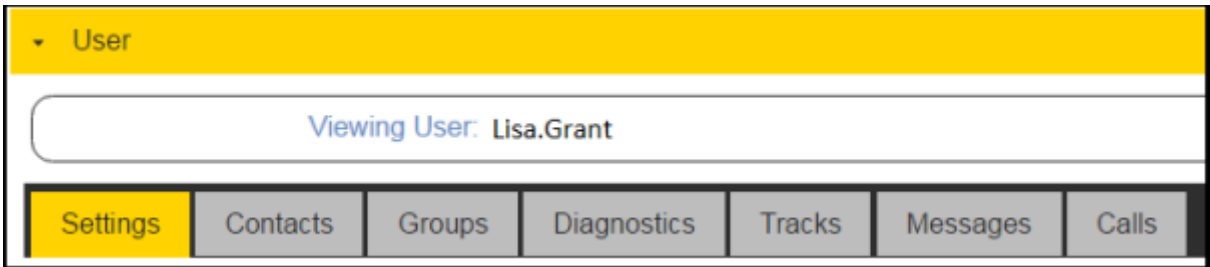 User
Viewing User: Lisa.Grant
Settings Contacts Groups Diagnostics Tracks Messages Calls